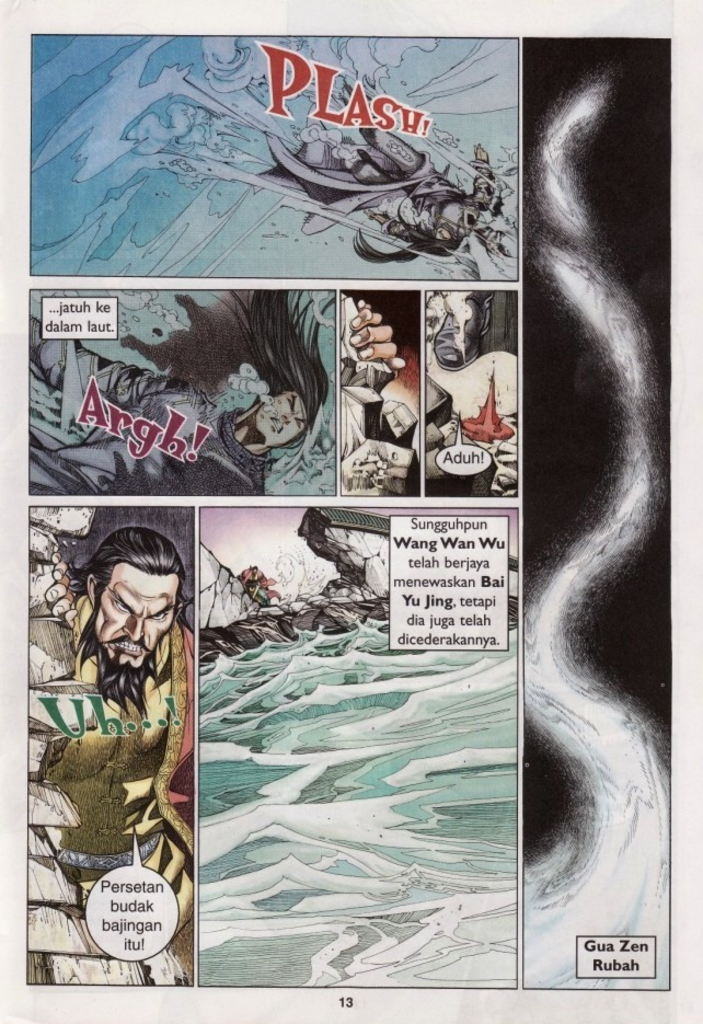 PLASH!
...jatuh ke
dalam laut.
Argh!
Aduh!
Uh...!
Persetan
budak
bajingan
itu!
Sungguhpun
Wang Wan Wu
telah berjaya
menewaskan Bai
Yu Jing, tetapi
dia juga telah
dicederakannya.
Gua Zen
Rubah
13